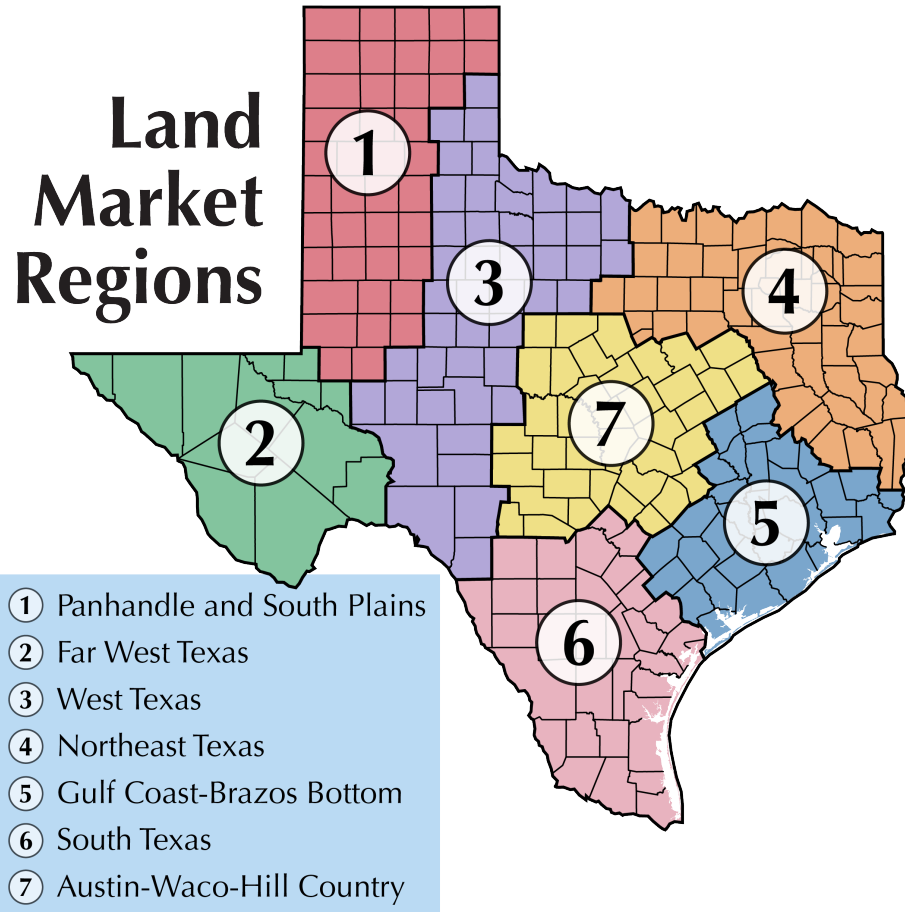 Land
Market
Regions
1
3
4
2
7
5
6
1 Panhandle and South Plains
2 Far West Texas
3 West Texas
4 Northeast Texas
5 Gulf Coast-Brazos Bottom
6 South Texas
7 Austin-Waco-Hill Country